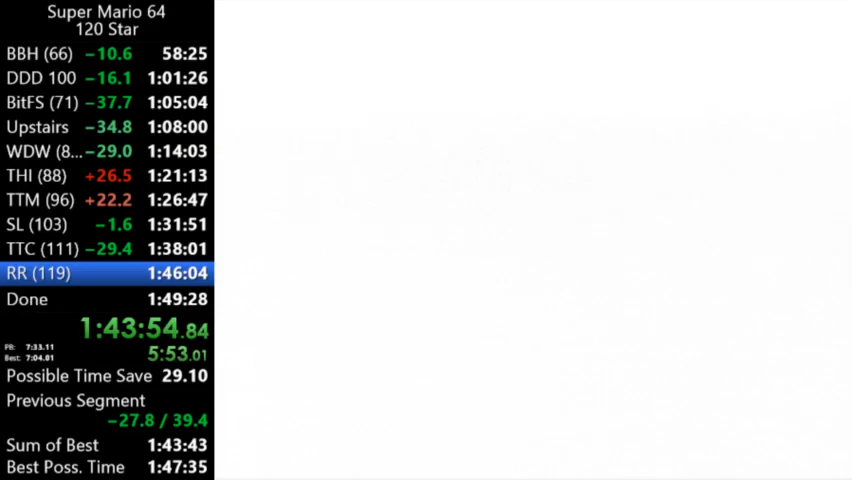 Super Mario 64
120 Star
BBH (66) −10.6 58:25
DDD 100 −16.1 1:01:26
BitFS (71) −37.7 1:05:04
Upstairs −34.8 1:08:00
WDW (8... −29.0 1:14:03
THI (88) +26.5 1:21:13
TTM (96) +22.2 1:26:47
SL (103) −1.6 1:31:51
TTC (111) −29.4 1:38:01
RR (119) 1:46:04
Done 1:49:28
1:43:54.84
PB: 7:33.11
Best: 7:04.01 5:53.01
Possible Time Save 29.10
Previous Segment
−27.8 / 39.4
Sum of Best 1:43:43
Best Poss. Time 1:47:35